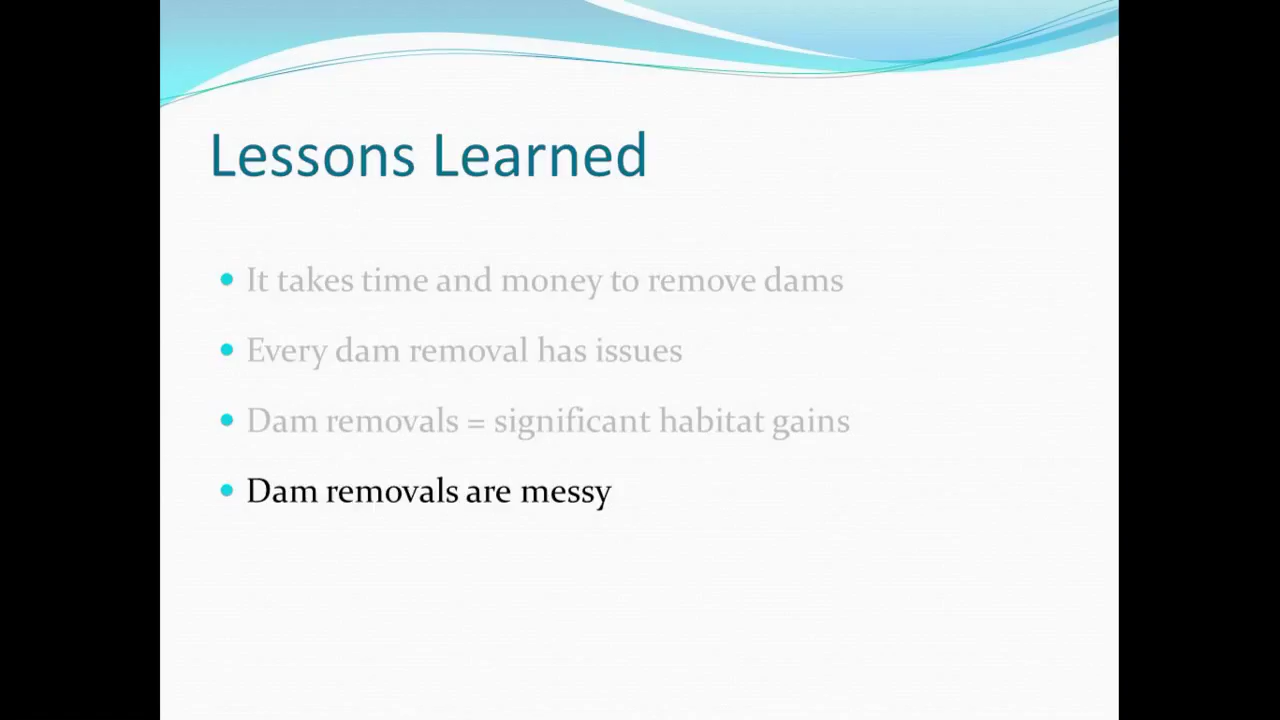 Lessons Learned
It takes time and money to remove dams
Every dam removal has issues
Dam removals = significant habitat gains
Dam removals are messy